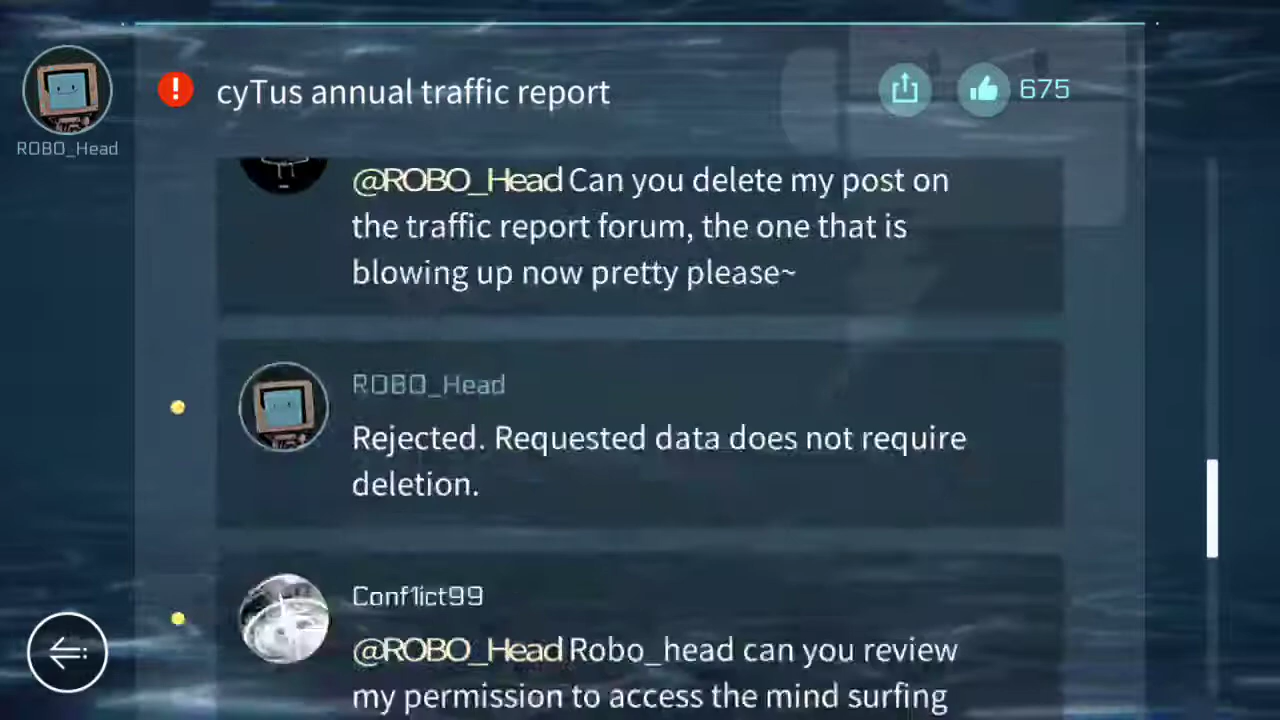 cyTus annual traffic report
675
ROBO_Head
@ROBO_Head Can you delete my post on
the traffic report forum, the one that is
blowing up now pretty please~
ROBO_Head
Rejected. Requested data does not require
deletion.
Conf1ict99
@ROBO_Head Robo_head can you review
my permission to access the mind surfing